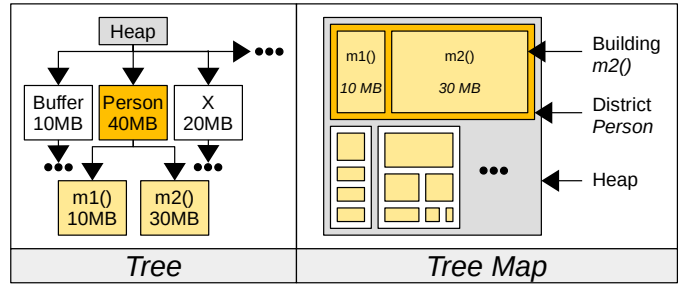 Heap
Buffer
10MB
Person
40MB
X
20MB
m1()
10MB
m2()
30MB
Tree
m1()
10 MB
m2()
30 MB
Building
m2()
District
Person
Heap
Tree Map